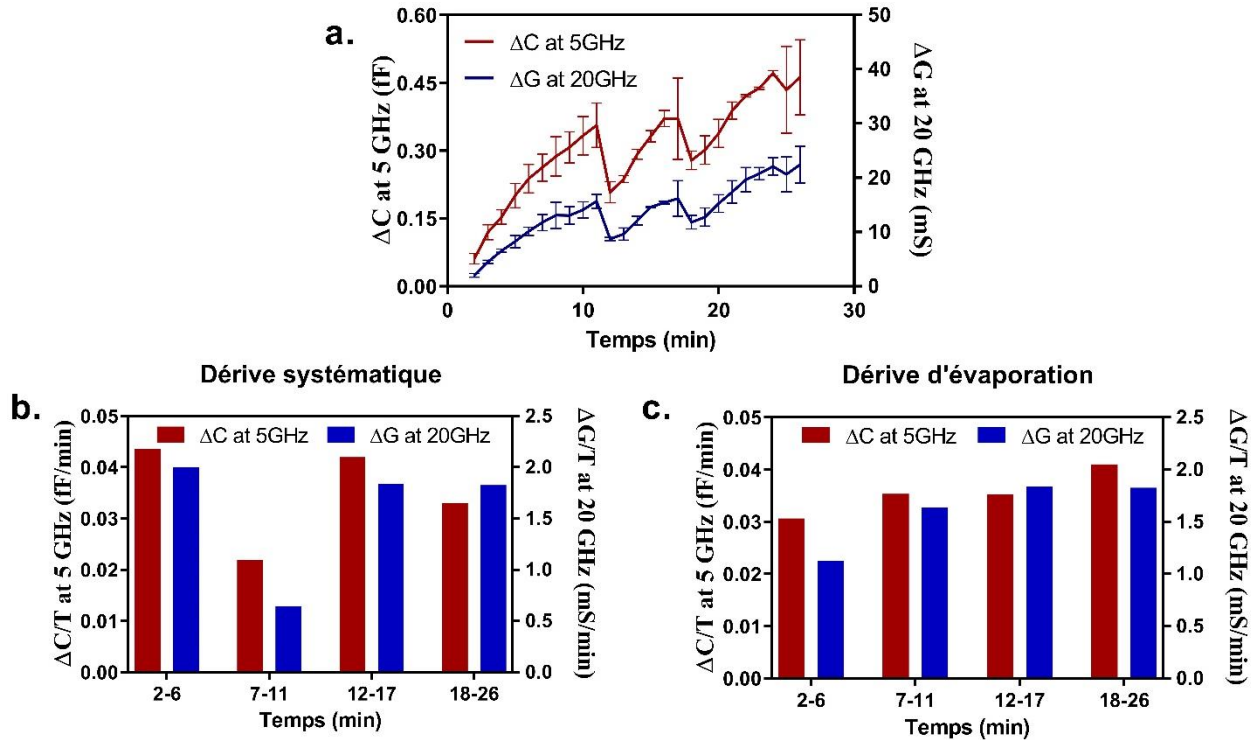 a.
ΔC at 5GHz
ΔG at 20GHz
ΔC at 5 GHz (fF)
0.60
0.45
0.30
0.15
0.00
ΔG at 20 GHz (mS)
50
40
30
20
10
0
0 10 20 30
Temps (min)
b.
Dérive systématique
ΔC at 5GHz ΔG at 20GHz
ΔC/T at 5 GHz (fF/min)
0.05
0.04
0.03
0.02
0.01
0.00
ΔG/T at 20 GHz (mS/min)
2.5
2.0
1.5
1.0
0.5
0.0
2-6 7-11 12-17 18-26
Temps (min)
c.
Dérive d'évaporation
ΔC at 5GHz ΔG at 20GHz
ΔC/T at 5 GHz (fF/min)
0.05
0.04
0.03
0.02
0.01
0.00
ΔG/T at 20 GHz (mS/min)
2.5
2.0
1.5
1.0
0.5
0.0
2-6 7-11 12-17 18-26
Temps (min)